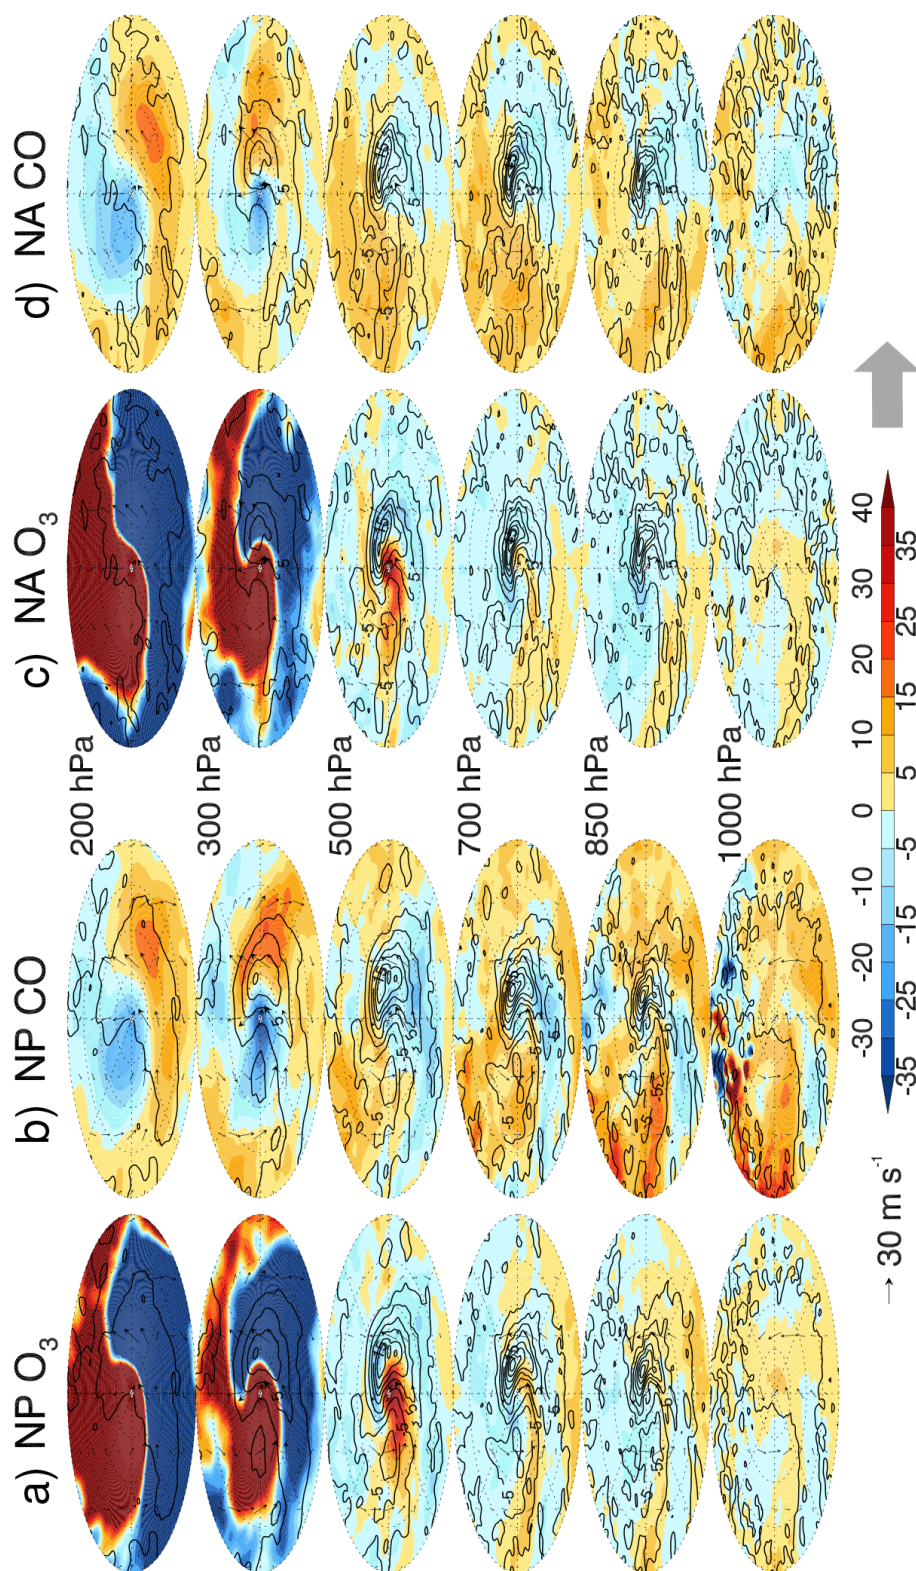 a) NP O₃
b) NP CO
c) NA O₃
d) NA CO
200 hPa
300 hPa
500 hPa
700 hPa
850 hPa
1000 hPa
30 m s⁻¹
-35 -30 -25 -20 -15 -10 -5 0 5 10 15 20 25 30 35 40